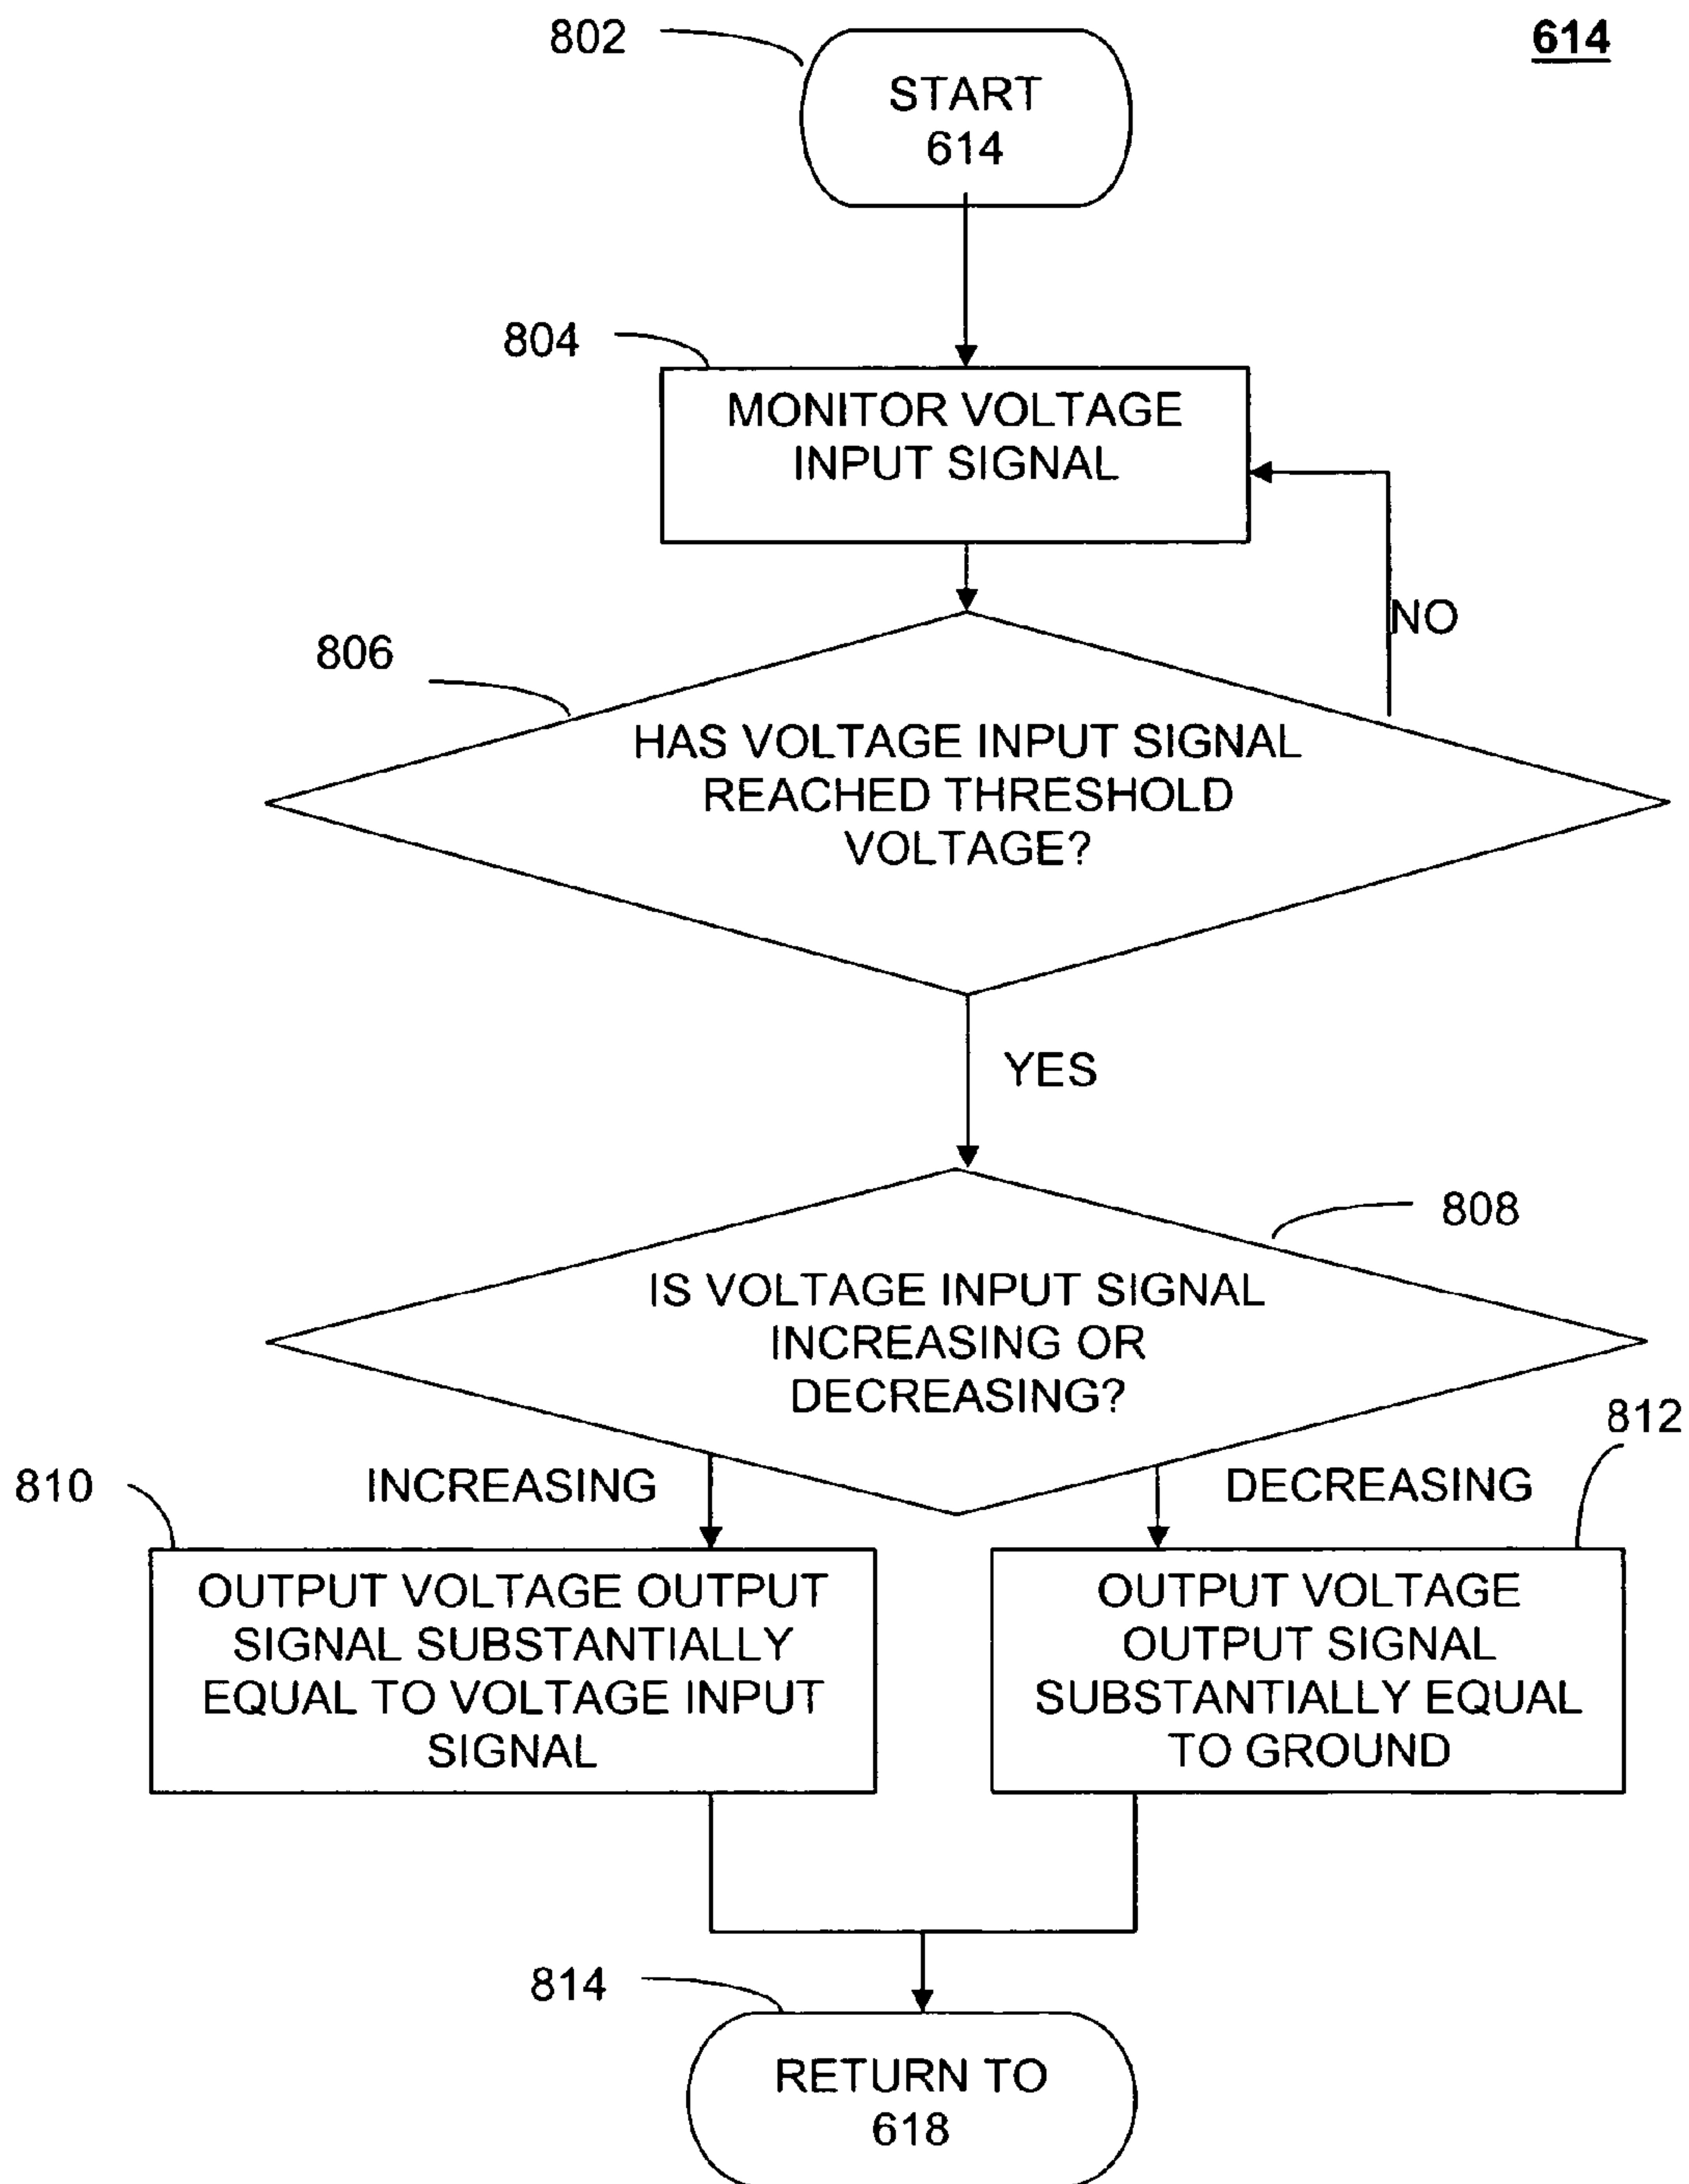 802
614
START
614
804
MONITOR VOLTAGE
INPUT SIGNAL
NO
806
HAS VOLTAGE INPUT SIGNAL
REACHED THRESHOLD
VOLTAGE?
YES
808
IS VOLTAGE INPUT SIGNAL
INCREASING OR
DECREASING?
812
810
INCREASING
DECREASING
OUTPUT VOLTAGE OUTPUT
SIGNAL SUBSTANTIALLY
EQUAL TO VOLTAGE INPUT
SIGNAL
OUTPUT VOLTAGE
OUTPUT SIGNAL
SUBSTANTIALLY EQUAL
TO GROUND
814
RETURN TO
618